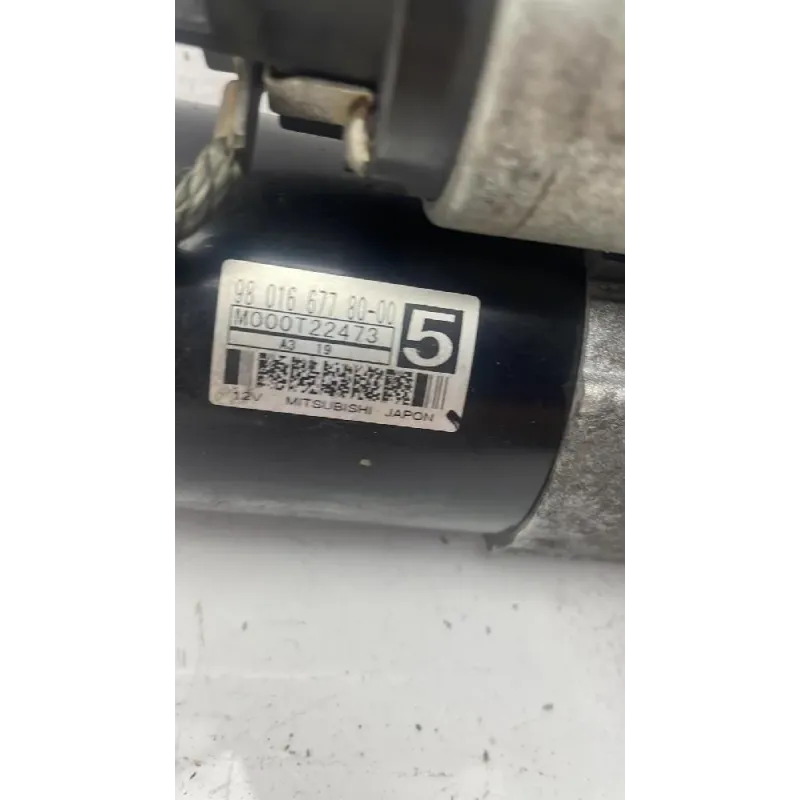 98 016 677 80-00
M000T22473
5
A3 19
12V MITSUBISHI JAPON